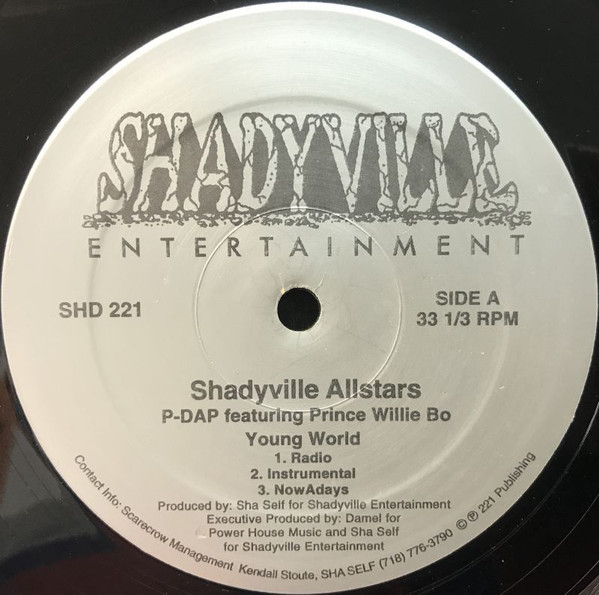 SHADYVILLE
ENTERTAINMENT
SHD 221
SIDE A
33 1/3 RPM
Shadyville Allstars
P-DAP featuring Prince Willie Bo
Young World
1. Radio
2. Instrumental
3. NowAdays
Produced by: Sha Self for Shadyville Entertainment
Executive Produced by: Damel for
Power House Music and Sha Self
for Shadyville Entertainment
Contact Info: Scarecrow Management Kendall Stoute, SHA SELF (718) 776-3790 © ℗ 221 Publishing